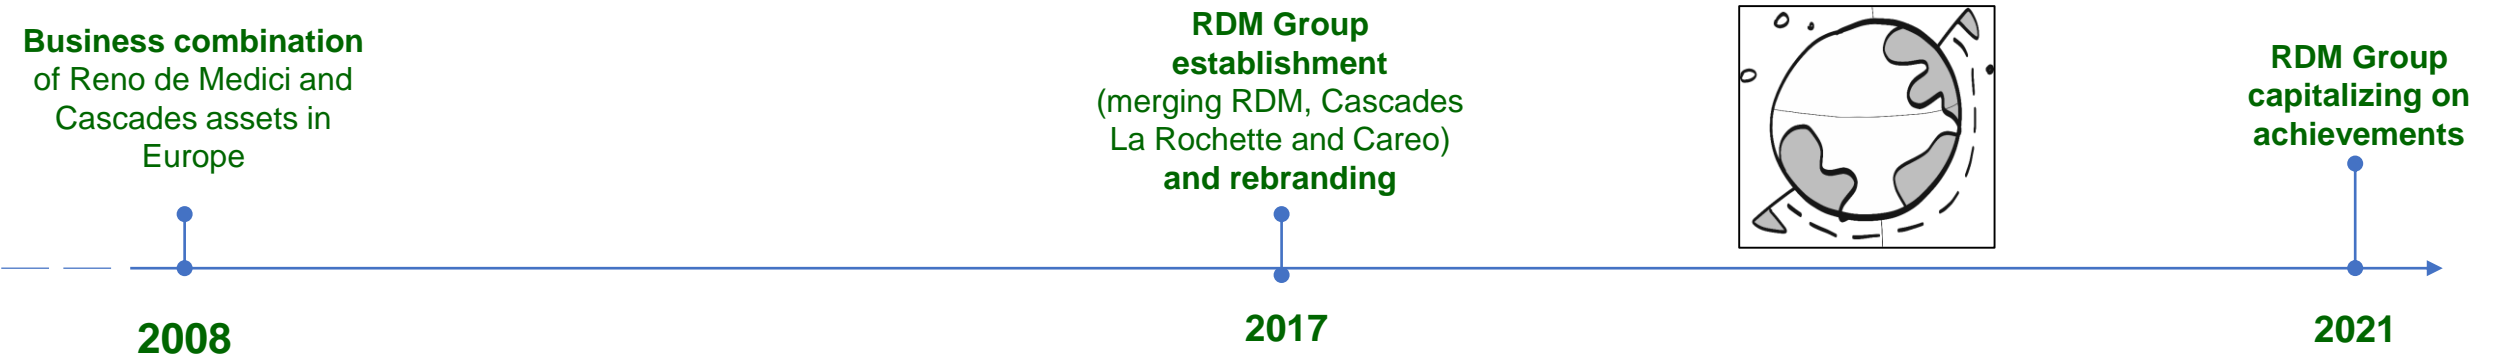 Business combination
of Reno de Medici and
Cascades assets in
Europe
2008
RDM Group
establishment
(merging RDM, Cascades
La Rochette and Careo)
and rebranding
2017
RDM Group
capitalizing on
achievements
2021